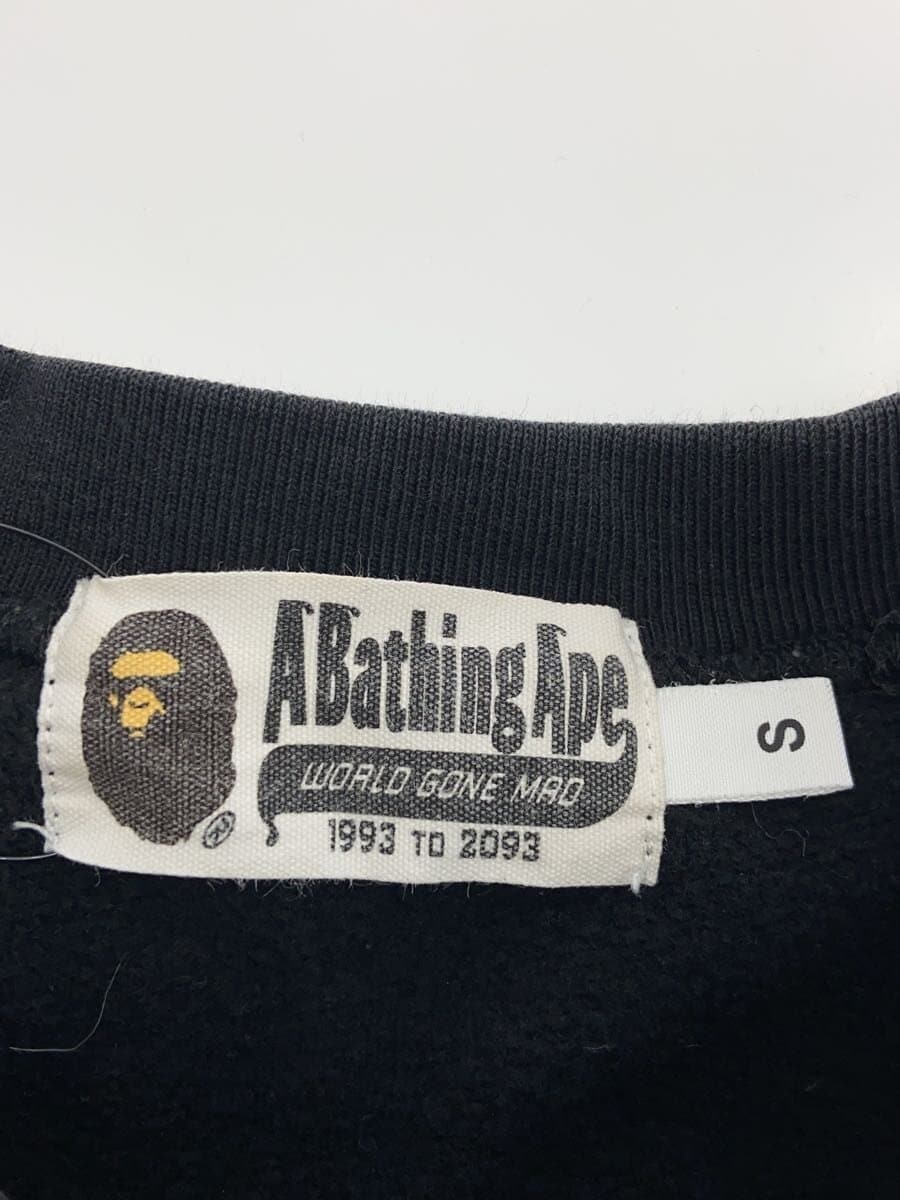 A Bathing Ape
WORLD GONE MAD
1993 TO 2093
®
S